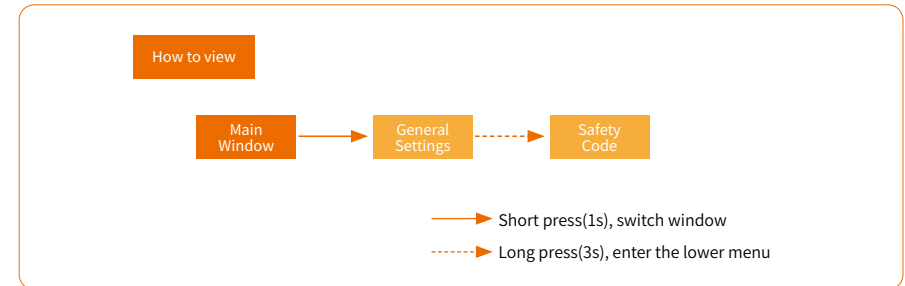 How to view
Main
Window
General
Settings
Safety
Code
Short press(1s), switch window
Long press(3s), enter the lower menu